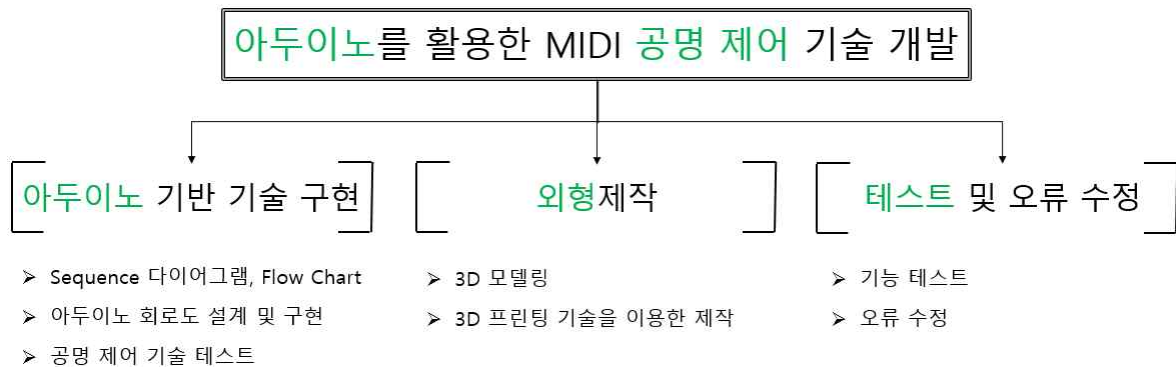 아두이노를 활용한 MIDI 공명 제어 기술 개발
아두이노 기반 기술 구현
➢ Sequence 다이어그램, Flow Chart
➢ 아두이노 회로도 설계 및 구현
➢ 공명 제어 기술 테스트
외형제작
➢ 3D 모델링
➢ 3D 프린팅 기술을 이용한 제작
테스트 및 오류 수정
➢ 기능 테스트
➢ 오류 수정